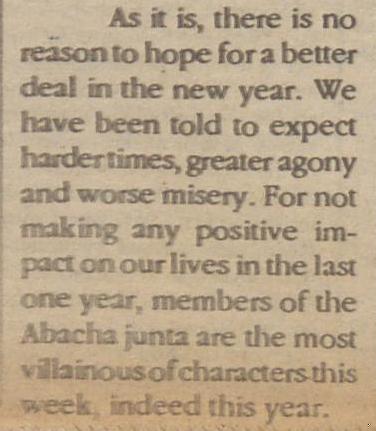 As it is, there is no
reason to hope for a better
deal in the new year. We
have been told to expect
harder times, greater agony
and worse misery. For not
making any positive im-
pact on our lives in the last
one year, members of the
Abacha junta are the most
villainous of characters this
week, indeed this year.